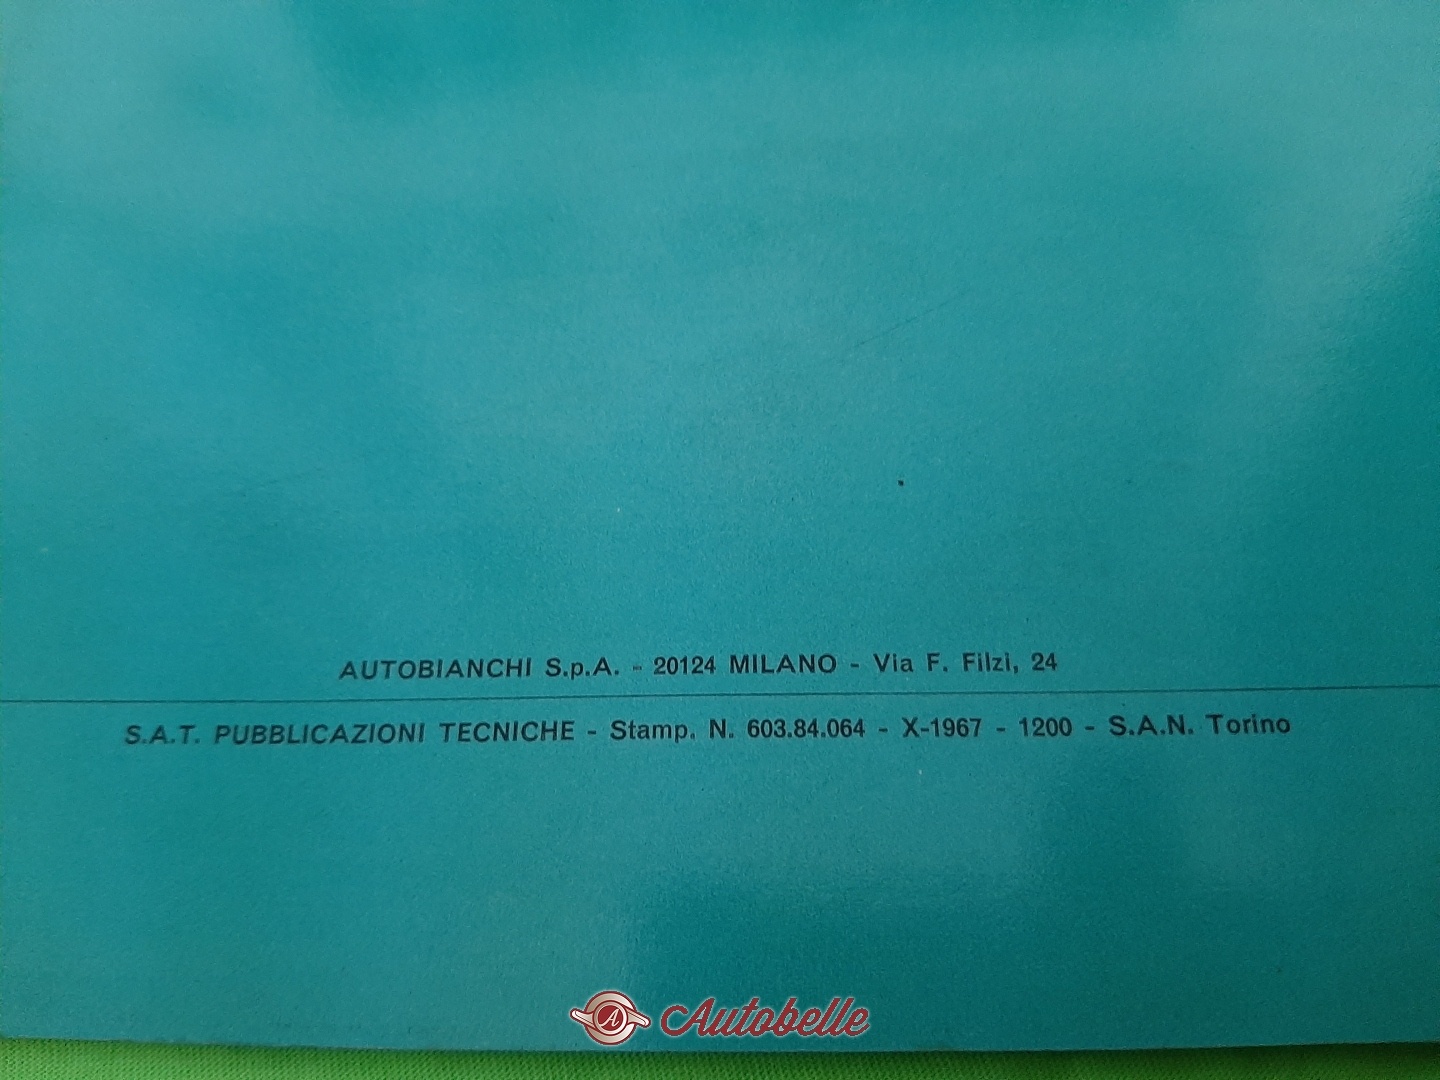 AUTOBIANCHI S.p.A. - 20124 MILANO - Via F. Filzi, 24
S.A.T. PUBBLICAZIONI TECNICHE - Stamp. N. 603.84.064 - X-1967 - 1200 - S.A.N. Torino
A Autobelle